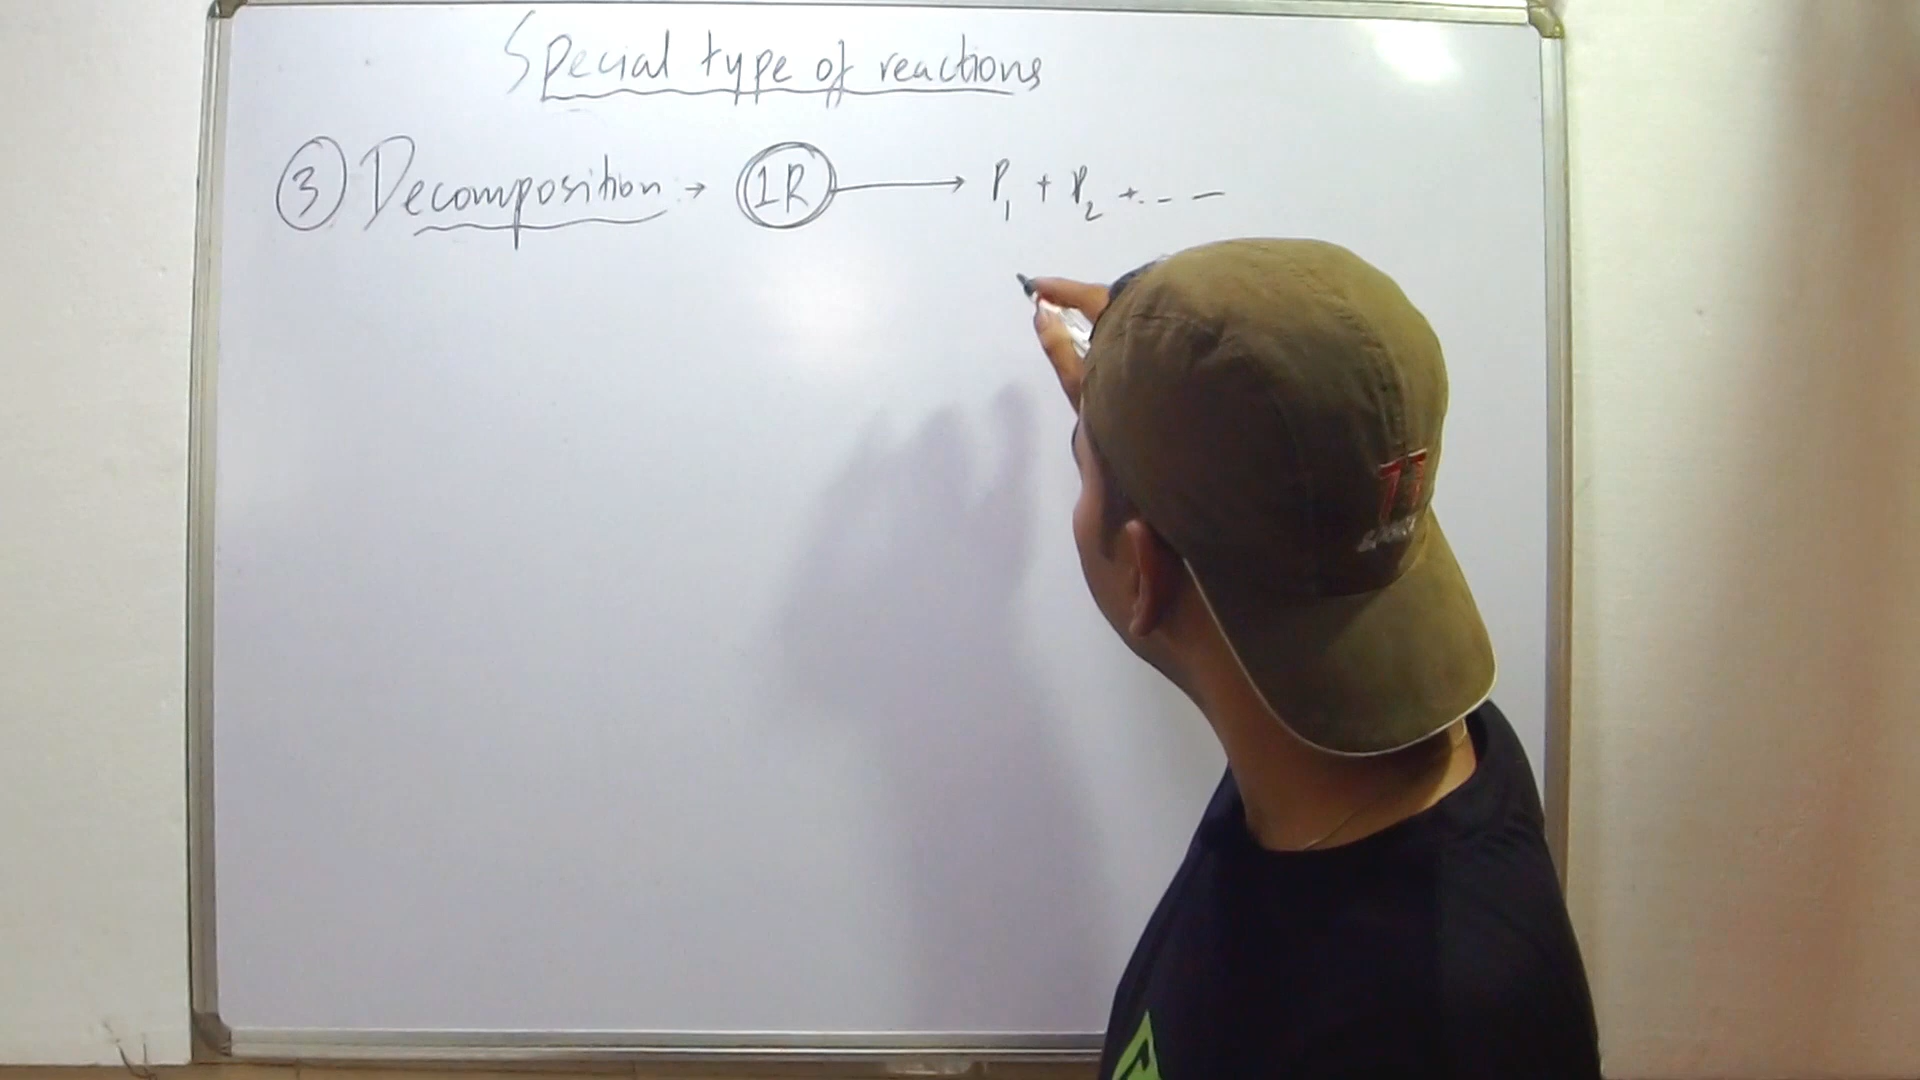 Special type of reactions
③ Decomposition → 1R → P₁ + P₂ + - - -